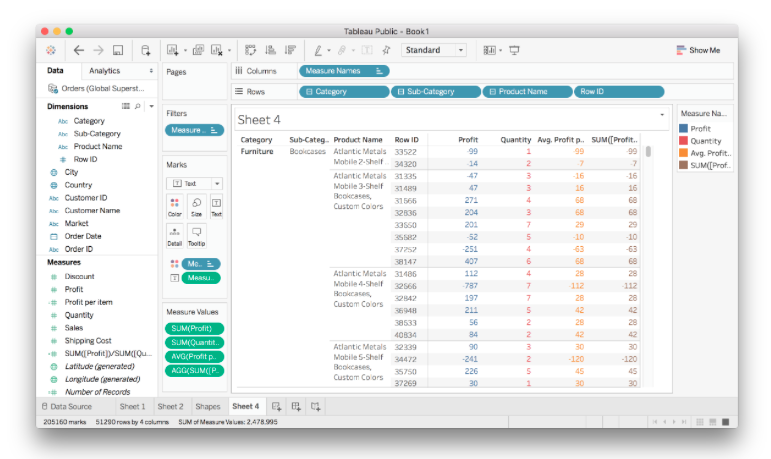 Tableau Public - Book1
Standard
Show Me
Data Analytics
Pages
Columns Measure Names
Orders (Global Superst...
Rows Category Sub-Category Product Name Row ID
Dimensions
Abc Category
Abc Sub-Category
Abc Product Name
Row ID
City
Country
Abc Customer ID
Abc Customer Name
Abc Market
Order Date
Abc Order ID
Measures
Discount
Profit
Profit per item
Quantity
Sales
Shipping Cost
SUM([Profit])/SUM([Qu...
Latitude (generated)
Longitude (generated)
Number of Records
Filters
Measure ..
Marks
Text
Color Size Text
Detail Tooltip
Me..
Measu..
Measure Values
SUM(Profit)
SUM(Quantit..
AVG(Profit p..
AGG(SUM([P..
Sheet 4
Category Sub-Categ.. Product Name Row ID Profit Quantity Avg. Profit p.. SUM([Profit..
Furniture Bookcases Atlantic Metals 33522 -99 1 -99 -99
Mobile 2-Shelf .. 34320 -14 2 -7 -7
Atlantic Metals 31335 -47 3 -16 -16
Mobile 3-Shelf 31489 47 3 16 16
Bookcases, 31566 271 4 68 68
Custom Colors 32836 204 3 68 68
33550 201 7 29 29
35682 -52 5 -10 -10
37252 -251 4 -63 -63
38147 407 6 68 68
Atlantic Metals 31486 112 4 28 28
Mobile 4-Shelf 32566 -787 7 -112 -112
Bookcases, 32842 197 7 28 28
Custom Colors 36948 211 5 42 42
38533 56 2 28 28
40834 84 2 42 42
Atlantic Metals 32339 90 3 30 30
Mobile 5-Shelf 34472 -241 2 -120 -120
Bookcases, 35750 226 5 45 45
Custom Colors 37269 30 1 30 30
Measure Na...
Profit
Quantity
Avg. Profit..
SUM([Prof..
Data Source Sheet 1 Sheet 2 Shapes Sheet 4
205160 marks 51290 rows by 4 columns SUM of Measure Values: 2,478,995